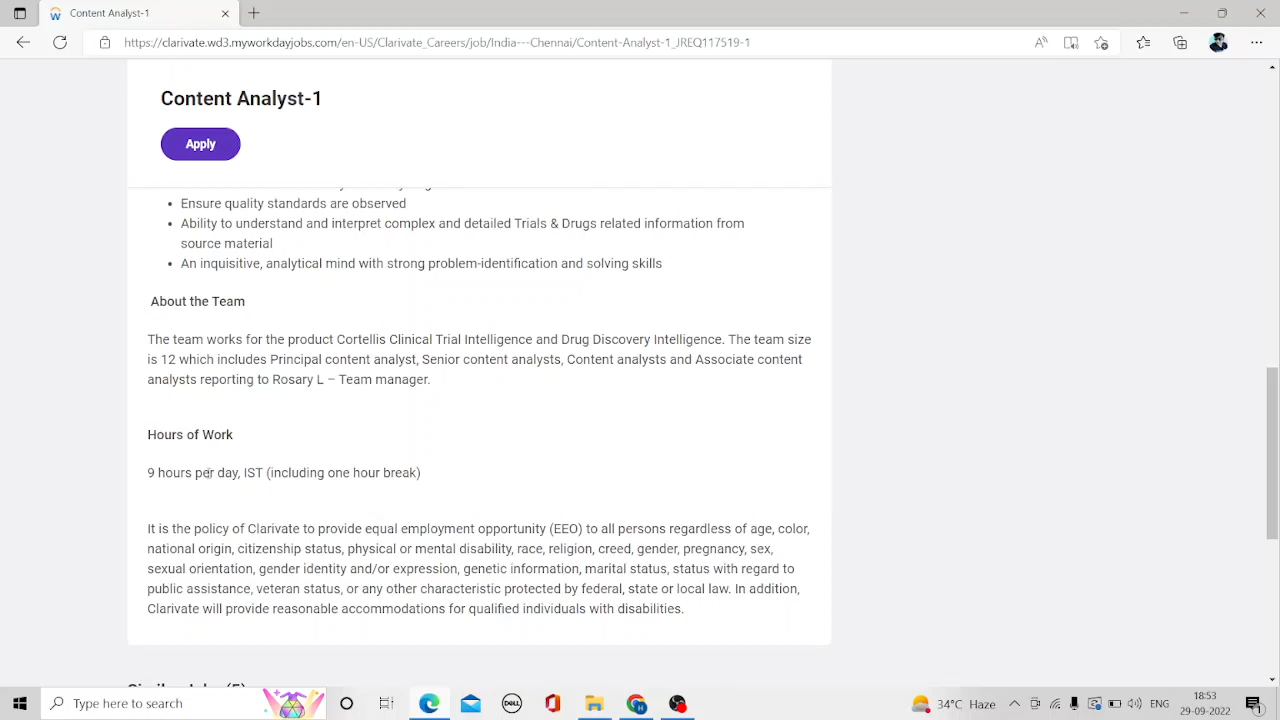 Content Analyst-1
https://clarivate.wd3.myworkdayjobs.com/en-US/Clarivate_Careers/job/India---Chennai/Content-Analyst-1_JREQ117519-1
Content Analyst-1
Apply
Ensure quality standards are observed
Ability to understand and interpret complex and detailed Trials & Drugs related information from
source material
An inquisitive, analytical mind with strong problem-identification and solving skills
About the Team
The team works for the product Cortellis Clinical Trial Intelligence and Drug Discovery Intelligence. The team size
is 12 which includes Principal content analyst, Senior content analysts, Content analysts and Associate content
analysts reporting to Rosary L – Team manager.
Hours of Work
9 hours per day, IST (including one hour break)
It is the policy of Clarivate to provide equal employment opportunity (EEO) to all persons regardless of age, color,
national origin, citizenship status, physical or mental disability, race, religion, creed, gender, pregnancy, sex,
sexual orientation, gender identity and/or expression, genetic information, marital status, status with regard to
public assistance, veteran status, or any other characteristic protected by federal, state or local law. In addition,
Clarivate will provide reasonable accommodations for qualified individuals with disabilities.
Type here to search
DELL
34°C Haze
18:53
29-09-2022